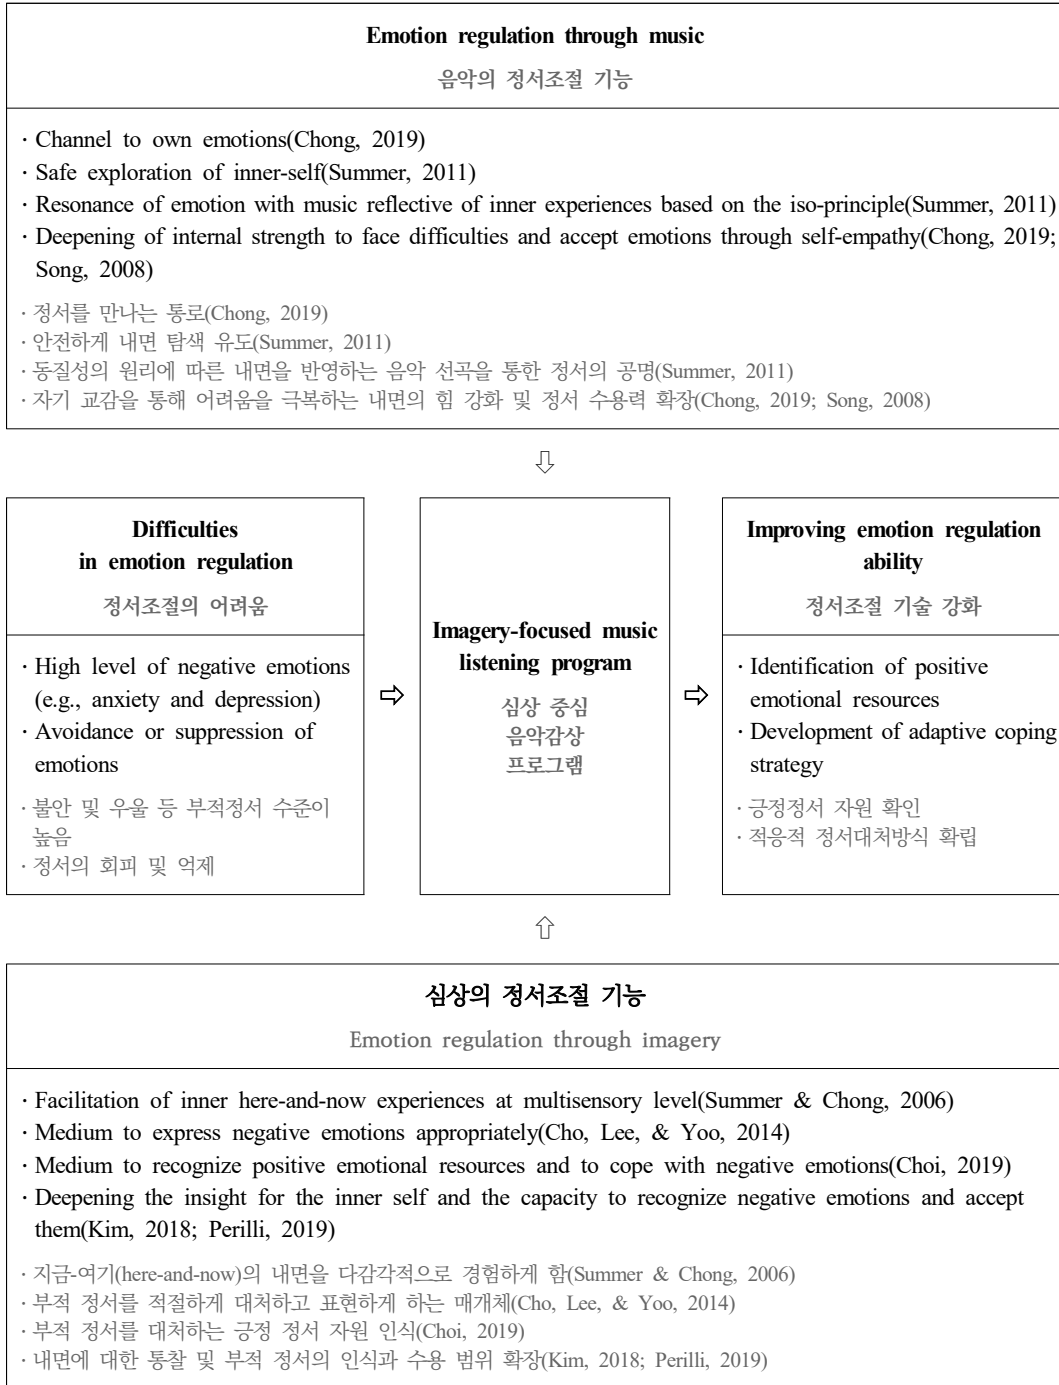 Emotion regulation through music
음악의 정서조절 기능
· Channel to own emotions(Chong, 2019)
· Safe exploration of inner-self(Summer, 2011)
· Resonance of emotion with music reflective of inner experiences based on the iso-principle(Summer, 2011)
· Deepening of internal strength to face difficulties and accept emotions through self-empathy(Chong, 2019;
Song, 2008)
· 정서를 만나는 통로(Chong, 2019)
· 안전하게 내면 탐색 유도(Summer, 2011)
· 동질성의 원리에 따른 내면을 반영하는 음악 선곡을 통한 정서의 공명(Summer, 2011)
· 자기 교감을 통해 어려움을 극복하는 내면의 힘 강화 및 정서 수용력 확장(Chong, 2019; Song, 2008)
⇩
Difficulties
in emotion regulation
정서조절의 어려움
· High level of negative emotions
(e.g., anxiety and depression)
· Avoidance or suppression of
emotions
· 불안 및 우울 등 부적정서 수준이
높음
· 정서의 회피 및 억제
⇨
Imagery-focused music
listening program
심상 중심
음악감상
프로그램
⇨
Improving emotion regulation
ability
정서조절 기술 강화
· Identification of positive
emotional resources
· Development of adaptive coping
strategy
· 긍정정서 자원 확인
· 적응적 정서대처방식 확립
⇧
심상의 정서조절 기능
Emotion regulation through imagery
· Facilitation of inner here-and-now experiences at multisensory level(Summer & Chong, 2006)
· Medium to express negative emotions appropriately(Cho, Lee, & Yoo, 2014)
· Medium to recognize positive emotional resources and to cope with negative emotions(Choi, 2019)
· Deepening the insight for the inner self and the capacity to recognize negative emotions and accept
them(Kim, 2018; Perilli, 2019)
· 지금-여기(here-and-now)의 내면을 다감각적으로 경험하게 함(Summer & Chong, 2006)
· 부적 정서를 적절하게 대처하고 표현하게 하는 매개체(Cho, Lee, & Yoo, 2014)
· 부적 정서를 대처하는 긍정 정서 자원 인식(Choi, 2019)
· 내면에 대한 통찰 및 부적 정서의 인식과 수용 범위 확장(Kim, 2018; Perilli, 2019)